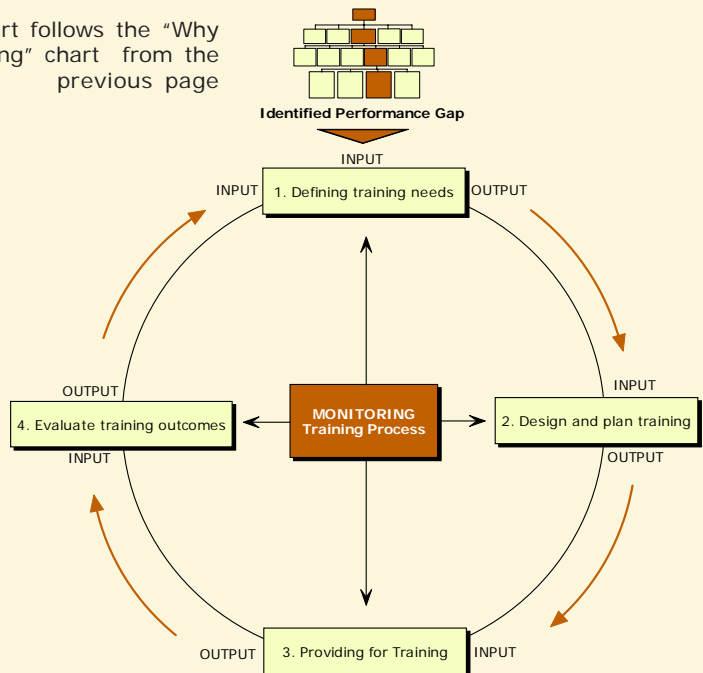 follows the “Why
chart from the
previous page
Identified Performance Gap
INPUT
INPUT
1. Defining training needs
OUTPUT
OUTPUT
INPUT
4. Evaluate training outcomes
MONITORING
Training Process
2. Design and plan training
INPUT
OUTPUT
OUTPUT
3. Providing for Training
INPUT